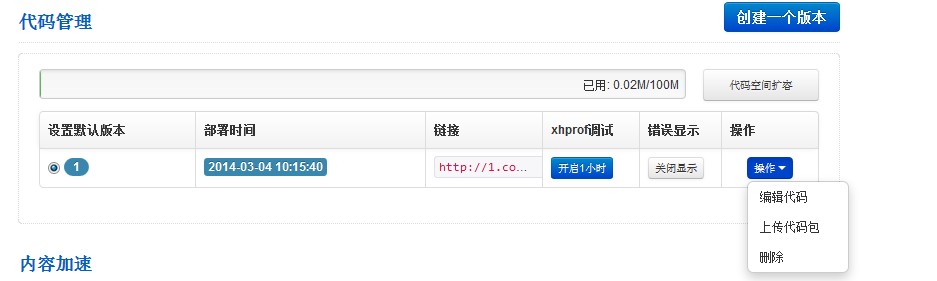 代码管理
创建一个版本
已用: 0.02M/100M
代码空间扩容
设置默认版本 部署时间 链接 xhprof调试 错误显示 操作
1 2014-03-04 10:15:40 http://1.co... 开启1小时 关闭显示 操作
编辑代码
上传代码包
删除
内容加速